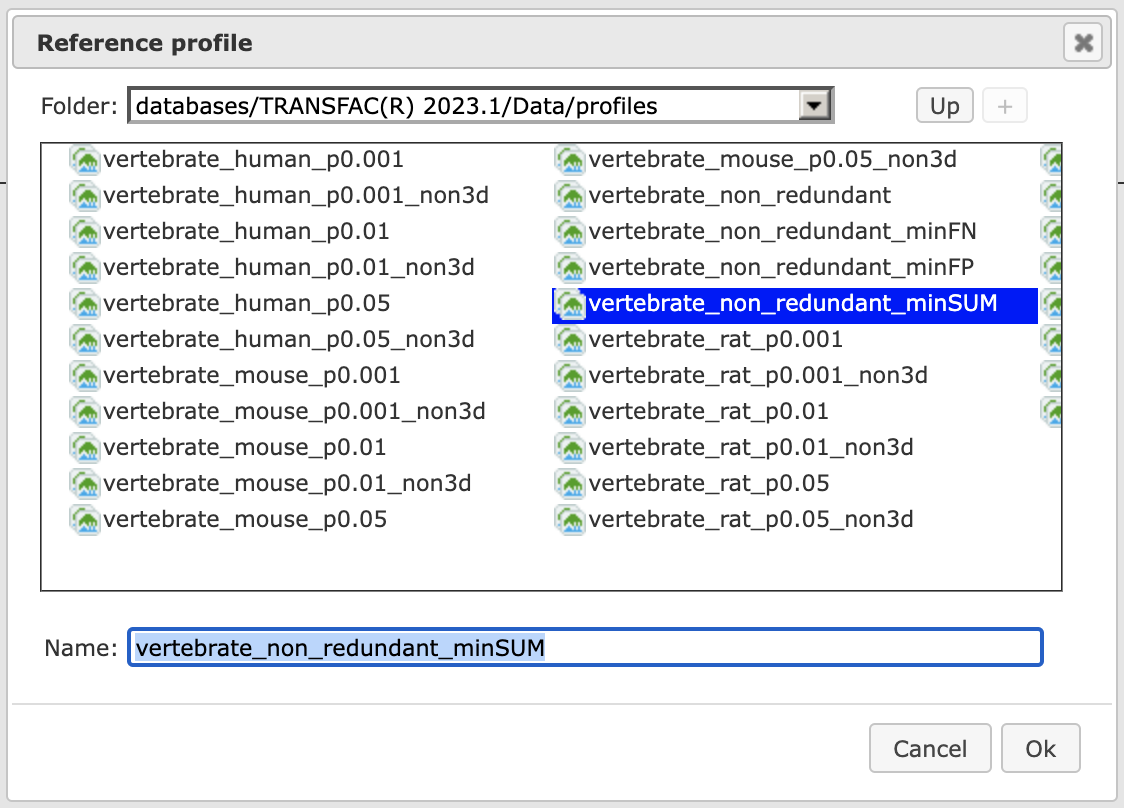 Reference profile
Folder: databases/TRANSFAC(R) 2023.1/Data/profiles Up +
vertebrate_human_p0.001
vertebrate_human_p0.001_non3d
vertebrate_human_p0.01
vertebrate_human_p0.01_non3d
vertebrate_human_p0.05
vertebrate_human_p0.05_non3d
vertebrate_mouse_p0.001
vertebrate_mouse_p0.001_non3d
vertebrate_mouse_p0.01
vertebrate_mouse_p0.01_non3d
vertebrate_mouse_p0.05
vertebrate_mouse_p0.05_non3d
vertebrate_non_redundant
vertebrate_non_redundant_minFN
vertebrate_non_redundant_minFP
vertebrate_non_redundant_minSUM
vertebrate_rat_p0.001
vertebrate_rat_p0.001_non3d
vertebrate_rat_p0.01
vertebrate_rat_p0.01_non3d
vertebrate_rat_p0.05
vertebrate_rat_p0.05_non3d
Name: vertebrate_non_redundant_minSUM
Cancel Ok